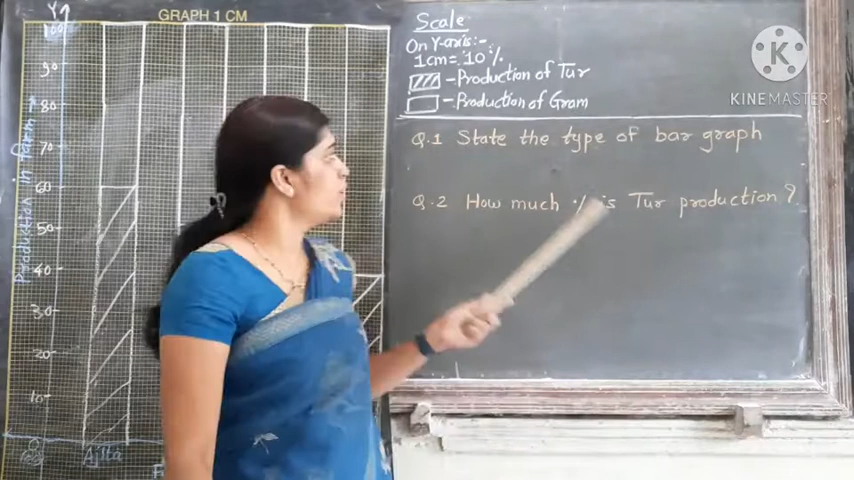 GRAPH 1 CM
Y
100
90
80
70
60
50
40
30
20
10
0
Production in Farm
Ajita
Scale
On Y-axis:-
1cm = 10%
- Production of Tur
- Production of Gram
KINEMASTER
Q.1 State the type of bar graph
Q.2 How much % is Tur production?